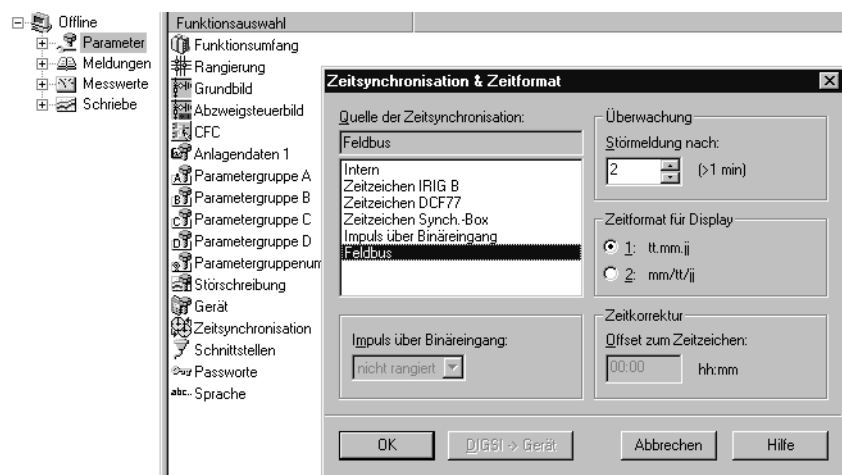 Offline
Parameter
Meldungen
Messwerte
Schriebe
Funktionsauswahl
Funktionsumfang
Rangierung
Grundbild
Abzweigsteuerbild
CFC
Anlagendaten 1
Parametergruppe A
Parametergruppe B
Parametergruppe C
Parametergruppe D
Parametergruppenum
Störschreibung
Gerät
Zeitsynchronisation
Schnittstellen
Passworte
abc.. Sprache
Zeitsynchronisation & Zeitformat
Quelle der Zeitsynchronisation:
Feldbus
Intern
Zeitzeichen IRIG B
Zeitzeichen DCF77
Zeitzeichen Synch.-Box
Impuls über Binäreingang
Feldbus
Impuls über Binäreingang:
nicht rangiert
Überwachung
Störmeldung nach:
2 (>1 min)
Zeitformat für Display
1: tt.mm.jj
2: mm/tt/jj
Zeitkorrektur
Offset zum Zeitzeichen:
00:00 hh:mm
OK
DIGSI -> Gerät
Abbrechen
Hilfe